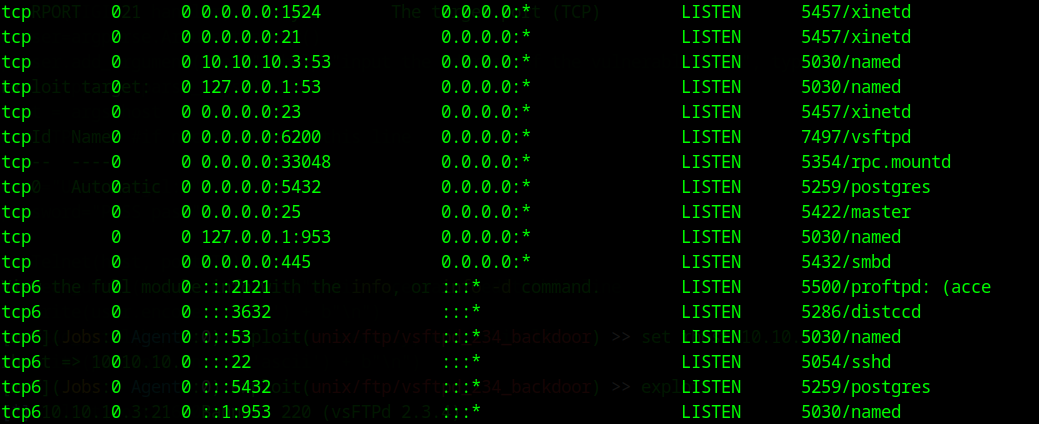 tcp 0 0 0.0.0.0:1524 0.0.0.0:* LISTEN 5457/xinetd
tcp 0 0 0.0.0.0:21 0.0.0.0:* LISTEN 5457/xinetd
tcp 0 0 10.10.10.3:53 0.0.0.0:* LISTEN 5030/named
tcp 0 0 127.0.0.1:53 0.0.0.0:* LISTEN 5030/named
tcp 0 0 0.0.0.0:23 0.0.0.0:* LISTEN 5457/xinetd
tcp 0 0 0.0.0.0:6200 0.0.0.0:* LISTEN 7497/vsftpd
tcp 0 0 0.0.0.0:33048 0.0.0.0:* LISTEN 5354/rpc.mountd
tcp 0 0 0.0.0.0:5432 0.0.0.0:* LISTEN 5259/postgres
tcp 0 0 0.0.0.0:25 0.0.0.0:* LISTEN 5422/master
tcp 0 0 127.0.0.1:953 0.0.0.0:* LISTEN 5030/named
tcp 0 0 0.0.0.0:445 0.0.0.0:* LISTEN 5432/smbd
tcp6 0 0 :::2121 :::* LISTEN 5500/proftpd: (acce
tcp6 0 0 :::3632 :::* LISTEN 5286/distccd
tcp6 0 0 :::53 :::* LISTEN 5030/named
tcp6 0 0 :::22 :::* LISTEN 5054/sshd
tcp6 0 0 :::5432 :::* LISTEN 5259/postgres
tcp6 0 0 ::1:953 :::* LISTEN 5030/named